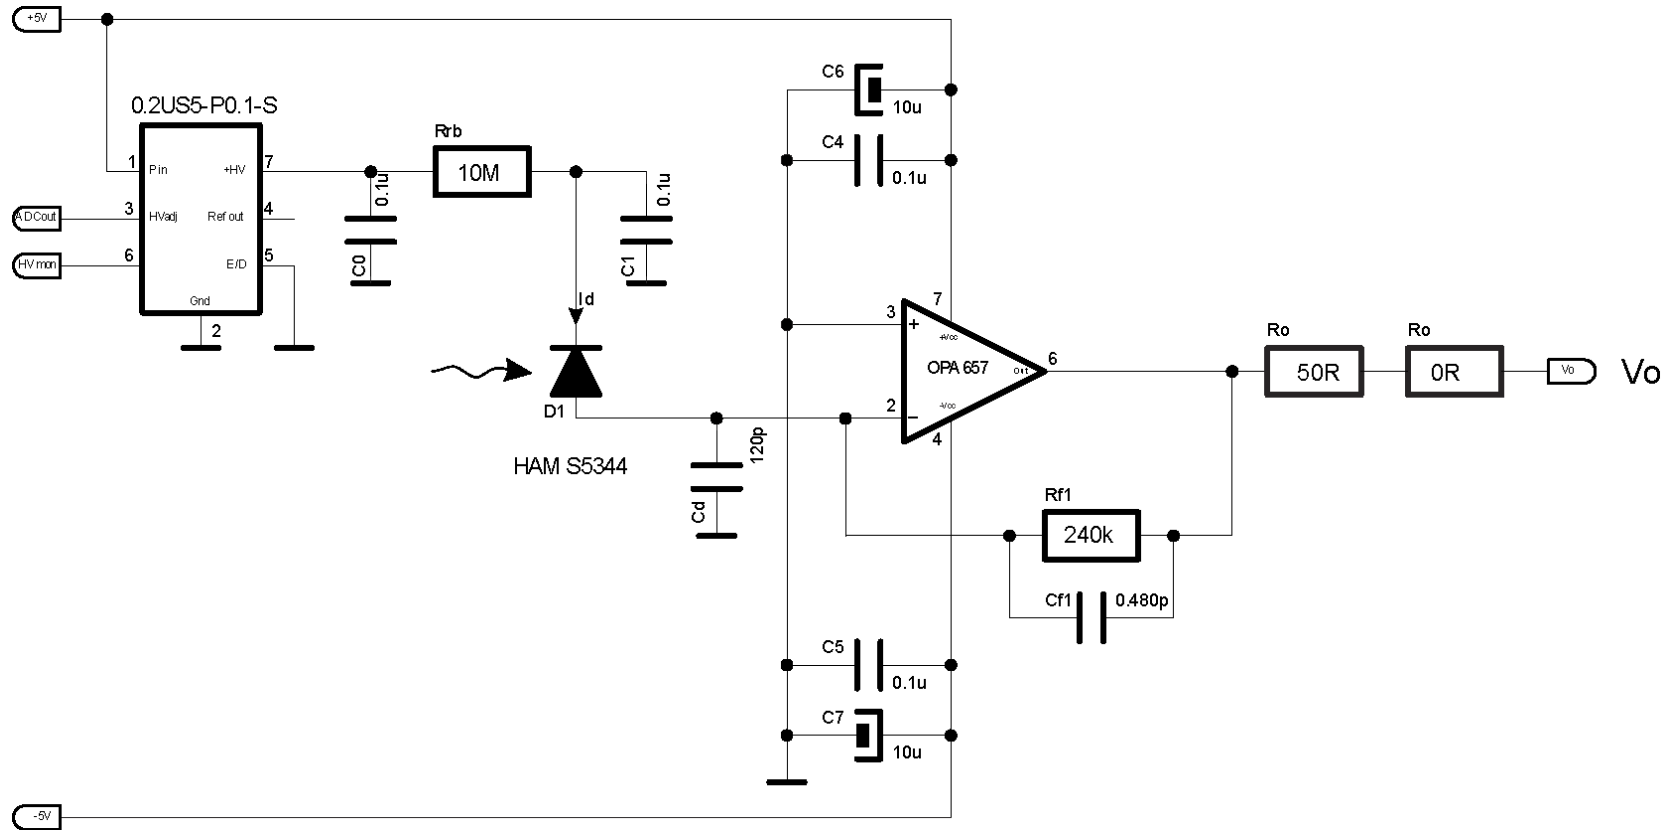 +5V
0.2US5-P0.1-S
1
Pin
+HV
7
ADCout
3
HVadj
Ref out
4
HV mon
6
E/D
5
Gnd
2
Rrb
10M
0.1u
C0
0.1u
C1
Id
D1
HAM S5344
120p
Cd
C6
10u
C4
0.1u
3
+
7
+Vcc
OPA 657
Out
6
2
-
-Vcc
4
Ro
50R
Ro
0R
Vo
Vo
Rf1
240k
Cf1
0.480p
C5
0.1u
C7
10u
-5V